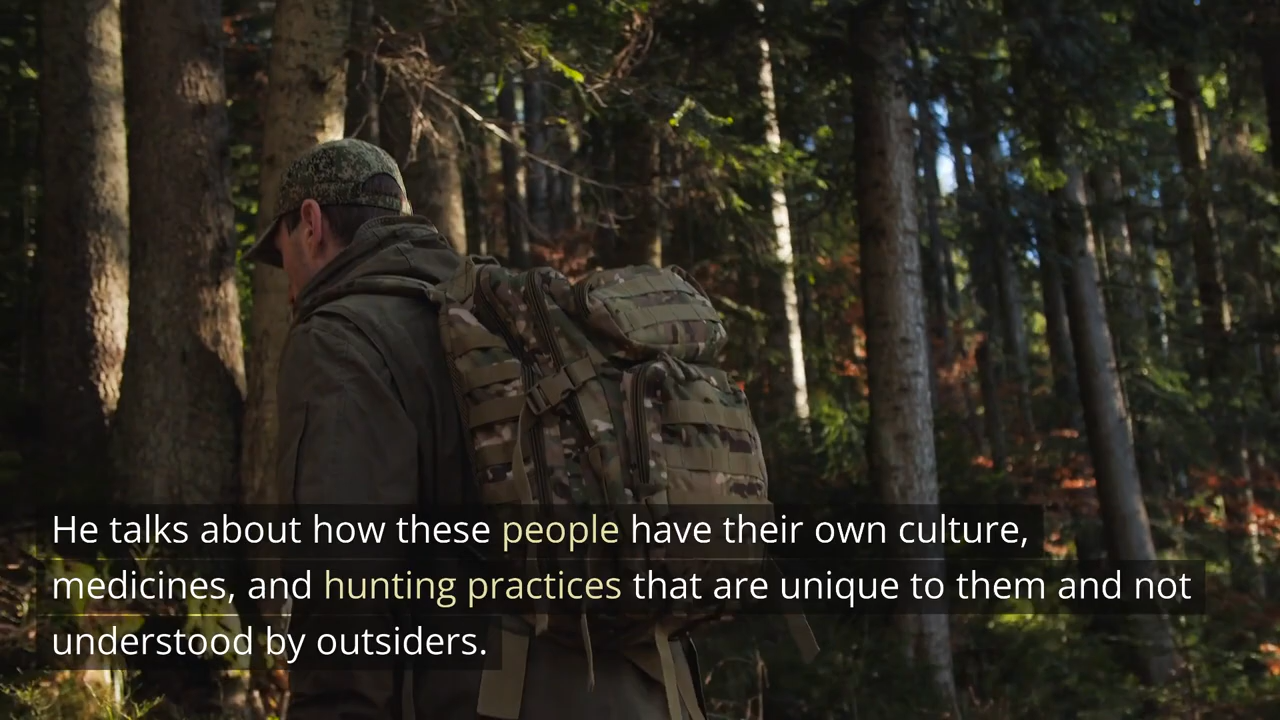 He talks about how these people have their own culture,
medicines, and hunting practices that are unique to them and not
understood by outsiders.